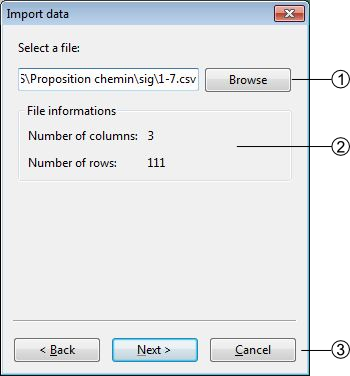 Import data
Select a file:
\Proposition chemin\sig\1-7.csv
Browse
1
File informations
Number of columns: 3
2
Number of rows: 111
< Back
Next >
Cancel
3